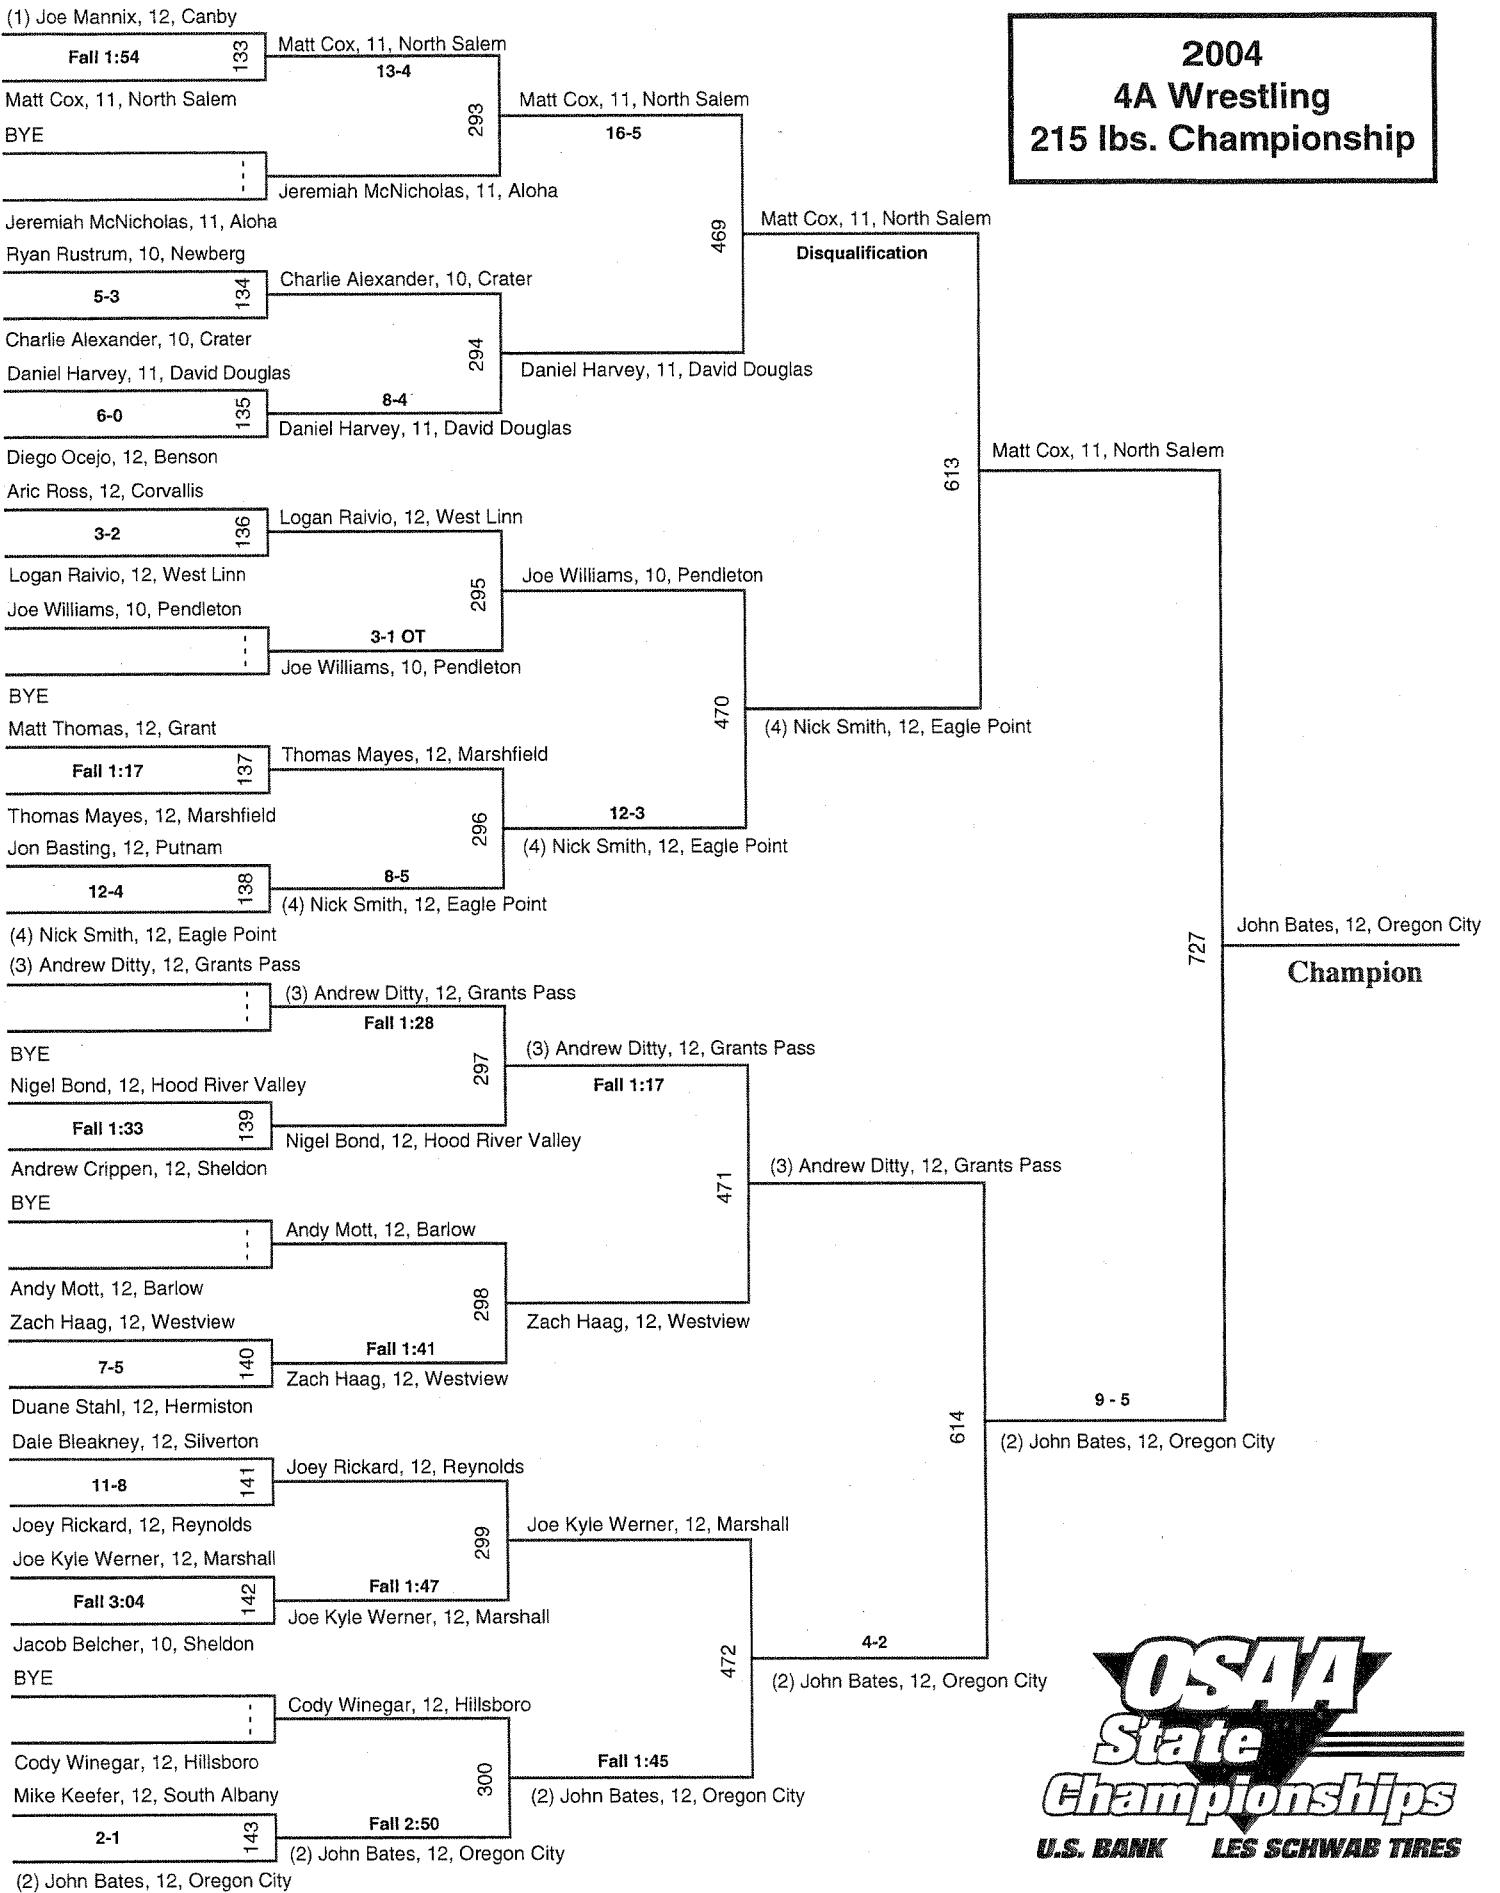 (1) Joe Mannix, 12, Canby
Fall 1:54
133
Matt Cox, 11, North Salem
BYE
Jeremiah McNicholas, 11, Aloha
Ryan Rustrum, 10, Newberg
5-3
134
Charlie Alexander, 10, Crater
Daniel Harvey, 11, David Douglas
6-0
135
Diego Ocejo, 12, Benson
Aric Ross, 12, Corvallis
3-2
136
Logan Raivio, 12, West Linn
Joe Williams, 10, Pendleton
BYE
Matt Thomas, 12, Grant
Fall 1:17
137
Thomas Mayes, 12, Marshfield
Jon Basting, 12, Putnam
12-4
138
(4) Nick Smith, 12, Eagle Point
(3) Andrew Ditty, 12, Grants Pass
BYE
Nigel Bond, 12, Hood River Valley
Fall 1:33
139
Andrew Crippen, 12, Sheldon
BYE
Andy Mott, 12, Barlow
Zach Haag, 12, Westview
7-5
140
Duane Stahl, 12, Hermiston
Dale Bleakney, 12, Silverton
11-8
141
Joey Rickard, 12, Reynolds
Joe Kyle Werner, 12, Marshall
Fall 3:04
142
Jacob Belcher, 10, Sheldon
BYE
Cody Winegar, 12, Hillsboro
Mike Keefer, 12, South Albany
2-1
143
(2) John Bates, 12, Oregon City
Matt Cox, 11, North Salem
13-4
293
Jeremiah McNicholas, 11, Aloha
Charlie Alexander, 10, Crater
294
8-4
Daniel Harvey, 11, David Douglas
Logan Raivio, 12, West Linn
295
3-1 OT
Joe Williams, 10, Pendleton
Thomas Mayes, 12, Marshfield
296
8-5
(4) Nick Smith, 12, Eagle Point
(3) Andrew Ditty, 12, Grants Pass
Fall 1:28
297
Nigel Bond, 12, Hood River Valley
Andy Mott, 12, Barlow
298
Fall 1:41
Zach Haag, 12, Westview
Joey Rickard, 12, Reynolds
299
Fall 1:47
Joe Kyle Werner, 12, Marshall
Cody Winegar, 12, Hillsboro
300
Fall 2:50
(2) John Bates, 12, Oregon City
Matt Cox, 11, North Salem
16-5
469
Daniel Harvey, 11, David Douglas
Joe Williams, 10, Pendleton
470
12-3
(4) Nick Smith, 12, Eagle Point
(3) Andrew Ditty, 12, Grants Pass
Fall 1:17
471
Zach Haag, 12, Westview
Joe Kyle Werner, 12, Marshall
472
Fall 1:45
(2) John Bates, 12, Oregon City
Matt Cox, 11, North Salem
Disqualification
613
(4) Nick Smith, 12, Eagle Point
(3) Andrew Ditty, 12, Grants Pass
614
4-2
(2) John Bates, 12, Oregon City
Matt Cox, 11, North Salem
727
9 - 5
(2) John Bates, 12, Oregon City
John Bates, 12, Oregon City
Champion
2004
4A Wrestling
215 lbs. Championship
OSAA
State
Championships
U.S. BANK LES SCHWAB TIRES